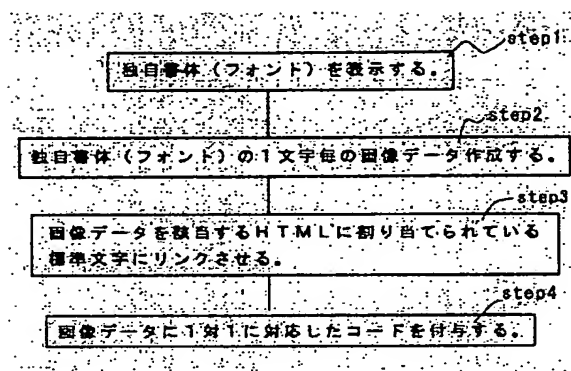 step1
独自書体（フォント）を表示する。
step2
独自書体（フォント）の１文字毎の画像データ作成する。
step3
画像データを該当するＨＴＭＬに割り当てられている
標準文字にリンクさせる。
step4
画像データに１対１に対応したコードを付与する。